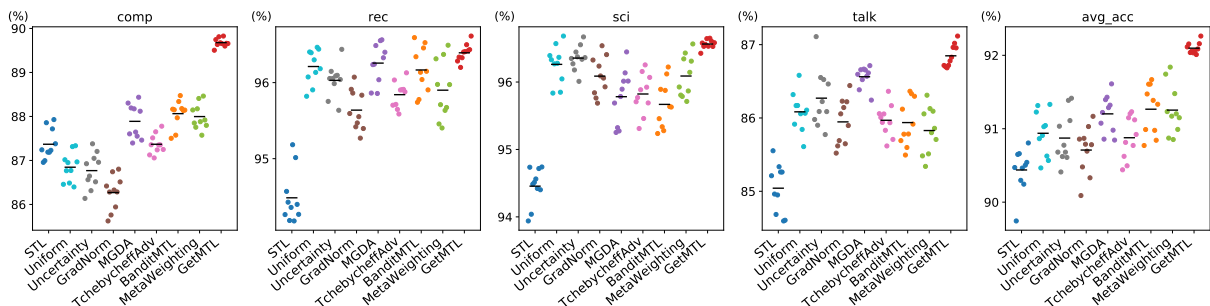 comp
(%)
90
89
88
87
86
STL
Uniform
Uncertainty
GradNorm
MGDA
TchebycheffAdv
BanditMTL
MetaWeighting
GetMTL
rec
(%)
96
95
STL
Uniform
Uncertainty
GradNorm
MGDA
TchebycheffAdv
BanditMTL
MetaWeighting
GetMTL
sci
(%)
96
95
94
STL
Uniform
Uncertainty
GradNorm
MGDA
TchebycheffAdv
BanditMTL
MetaWeighting
GetMTL
talk
(%)
87
86
85
STL
Uniform
Uncertainty
GradNorm
MGDA
TchebycheffAdv
BanditMTL
MetaWeighting
GetMTL
avg_acc
(%)
92
91
90
STL
Uniform
Uncertainty
GradNorm
MGDA
TchebycheffAdv
BanditMTL
MetaWeighting
GetMTL